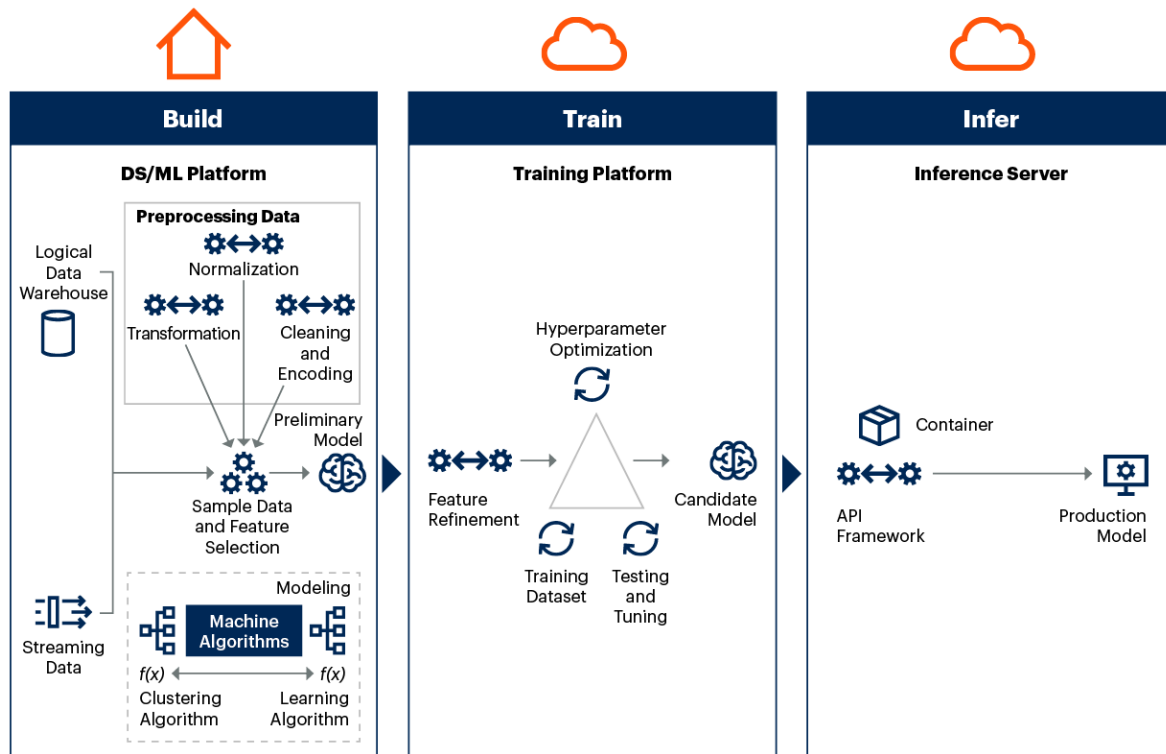 Build
Train
Infer
DS/ML Platform
Preprocessing Data
Normalization
Logical
Data
Warehouse
Transformation
Cleaning
and
Encoding
Preliminary
Model
Sample Data
and Feature
Selection
Streaming
Data
Modeling
Machine
Algorithms
f(x)
f(x)
Clustering
Algorithm
Learning
Algorithm
Training Platform
Hyperparameter
Optimization
Feature
Refinement
Candidate
Model
Training
Dataset
Testing
and
Tuning
Inference Server
Container
API
Framework
Production
Model